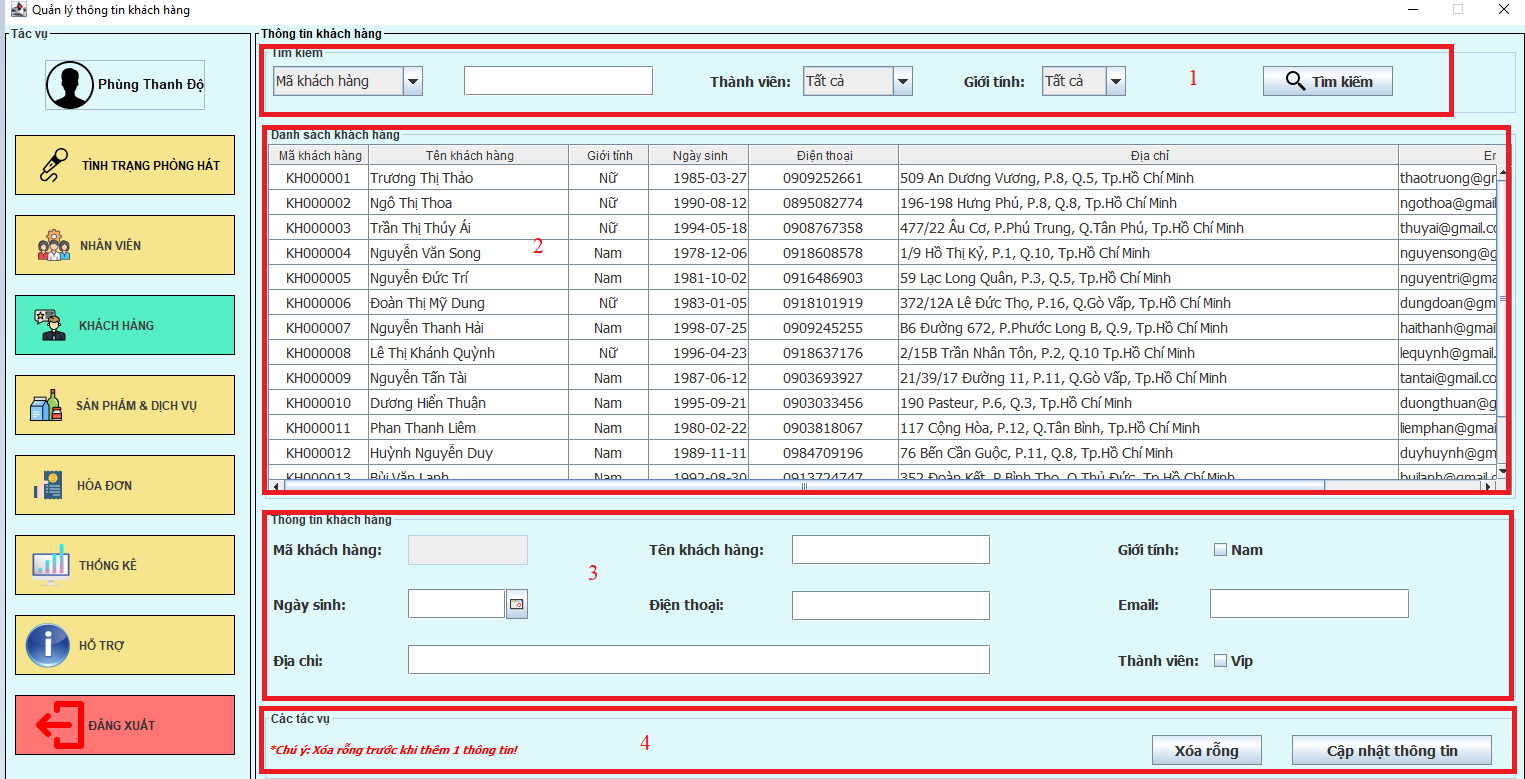 Quản lý thông tin khách hàng
Tác vụ
Phùng Thanh Độ
TÌNH TRẠNG PHÒNG HÁT
NHÂN VIÊN
KHÁCH HÀNG
SẢN PHẨM & DỊCH VỤ
HÓA ĐƠN
THỐNG KÊ
HỖ TRỢ
ĐĂNG XUẤT
Thông tin khách hàng
Tìm kiếm
Mã khách hàng Thành viên: Tất cả Giới tính: Tất cả 1 Tìm kiếm
Danh sách khách hàng
Mã khách hàng Tên khách hàng Giới tính Ngày sinh Điện thoại Địa chỉ
KH000001 Trương Thị Thảo Nữ 1985-03-27 0909252661 509 An Dương Vương, P.8, Q.5, Tp.Hồ Chí Minh thaotruong@gr
KH000002 Ngô Thị Thoa Nữ 1990-08-12 0895082774 196-198 Hưng Phú, P.8, Q.8, Tp.Hồ Chí Minh ngothoa@gmail
KH000003 Trần Thị Thúy Ái Nữ 1994-05-18 0908767358 477/22 Âu Cơ, P.Phú Trung, Q.Tân Phú, Tp.Hồ Chí Minh thuyai@gmail.co
2
KH000004 Nguyễn Văn Song Nam 1978-12-06 0918608578 1/9 Hồ Thị Kỷ, P.1, Q.10, Tp.Hồ Chí Minh nguyensong@g
KH000005 Nguyễn Đức Trí Nam 1981-10-02 0916486903 59 Lạc Long Quân, P.3, Q.5, Tp.Hồ Chí Minh nguyentri@gma
KH000006 Đoàn Thị Mỹ Dung Nữ 1983-01-05 0918101919 372/12A Lê Đức Thọ, P.16, Q.Gò Vấp, Tp.Hồ Chí Minh dungdoan@gm
KH000007 Nguyễn Thanh Hải Nam 1998-07-25 0909245255 B6 Đường 672, P.Phước Long B, Q.9, Tp.Hồ Chí Minh haithanh@gmai
KH000008 Lê Thị Khánh Quỳnh Nữ 1996-04-23 0918637176 2/15B Trần Nhân Tôn, P.2, Q.10 Tp.Hồ Chí Minh lequynh@gmail.
KH000009 Nguyễn Tấn Tài Nam 1987-06-12 0903693927 21/39/17 Đường 11, P.11, Q.Gò Vấp, Tp.Hồ Chí Minh tantai@gmail.co
KH000010 Dương Hiển Thuận Nam 1995-09-21 0903033456 190 Pasteur, P.6, Q.3, Tp.Hồ Chí Minh duongthuan@g
KH000011 Phan Thanh Liêm Nam 1980-02-22 0903818067 117 Cộng Hòa, P.12, Q.Tân Bình, Tp.Hồ Chí Minh liemphan@gmai
KH000012 Huỳnh Nguyễn Duy Nam 1989-11-11 0984709196 76 Bến Cần Guộc, P.11, Q.8, Tp.Hồ Chí Minh duyhuynh@gm
KH000013 Bùi Văn Lanh Nam 1992-08-30 0913724747 352 Đoàn Kết, P.Bình Thọ, Q.Thủ Đức, Tp.Hồ Chí Minh builanh@gmail.c
Thông tin khách hàng
Mã khách hàng: Tên khách hàng: Giới tính: Nam
3
Ngày sinh: Điện thoại: Email:
Địa chỉ: Thành viên: Vip
Các tác vụ
*Chú ý: Xóa rỗng trước khi thêm 1 thông tin! 4 Xóa rỗng Cập nhật thông tin